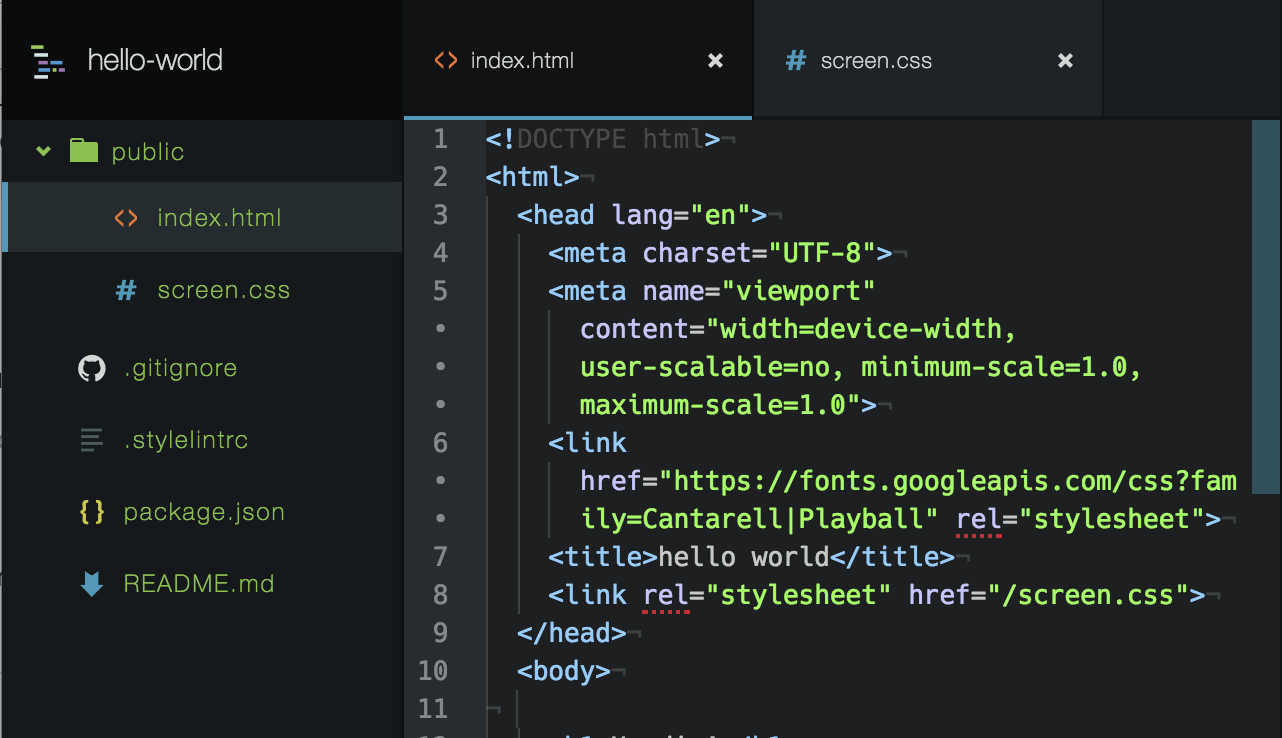 hello-world
index.html
screen.css
public
index.html
screen.css
.gitignore
.stylelintrc
package.json
README.md
1 <!DOCTYPE html>¬
2 <html>¬
3 <head lang="en">¬
4 <meta charset="UTF-8">¬
5 <meta name="viewport"
• content="width=device-width,
• user-scalable=no, minimum-scale=1.0,
• maximum-scale=1.0">¬
6 <link
• href="https://fonts.googleapis.com/css?fam
• ily=Cantarell|Playball" rel="stylesheet">¬
7 <title>hello world</title>¬
8 <link rel="stylesheet" href="/screen.css">¬
9 </head>¬
10 <body>¬
11 ¬